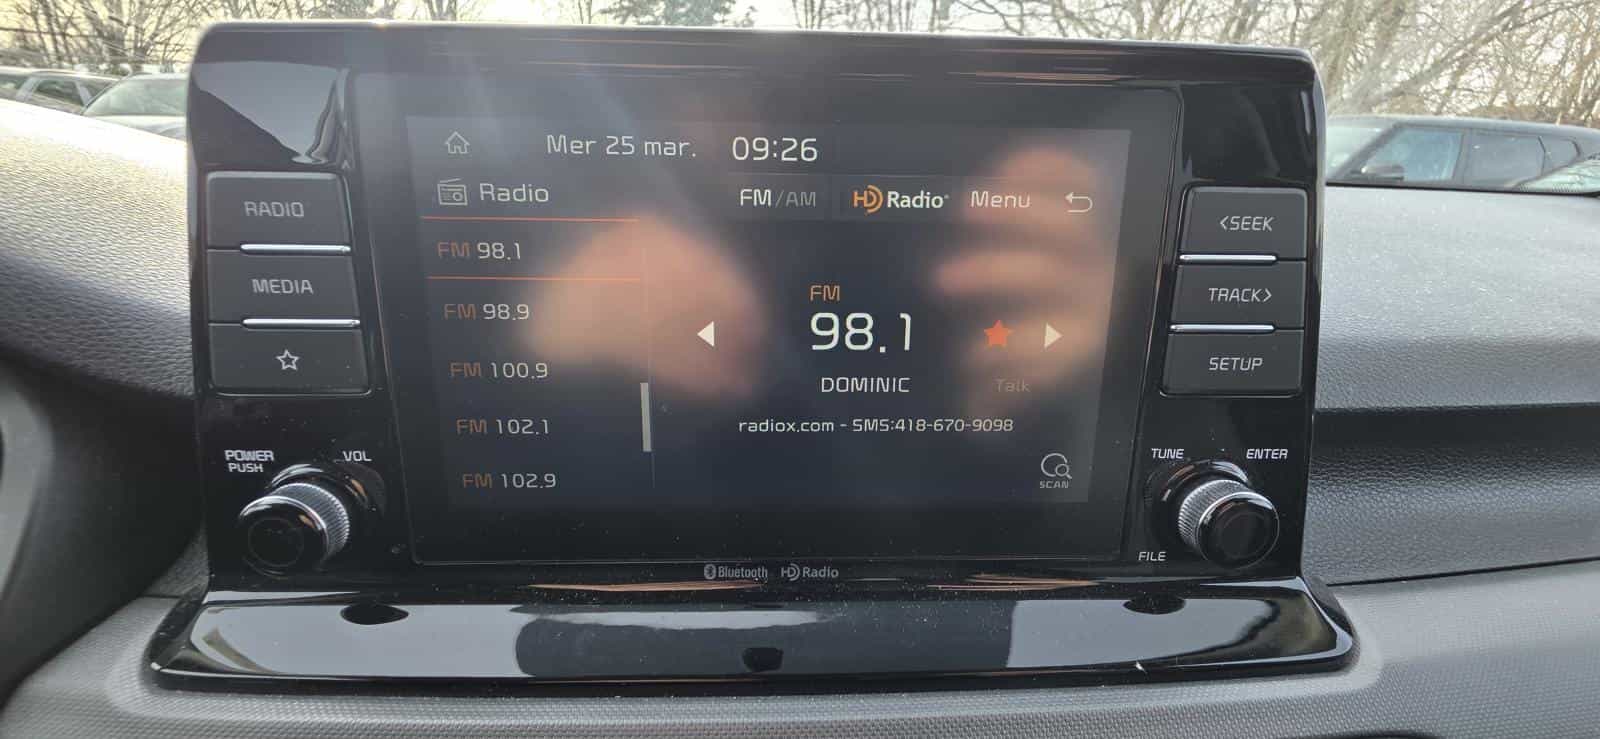 Mer 25 mar. 09:26
Radio FM/AM HD Radio® Menu
RADIO
MEDIA
FM 98.1
FM 98.9
FM 100.9
FM 102.1
FM 102.9
FM
98.1
DOMINIC Talk
radiox.com - SMS:418-670-9098
SCAN
<SEEK
TRACK>
SETUP
POWER
PUSH
VOL
TUNE
ENTER
FILE
Bluetooth HD Radio